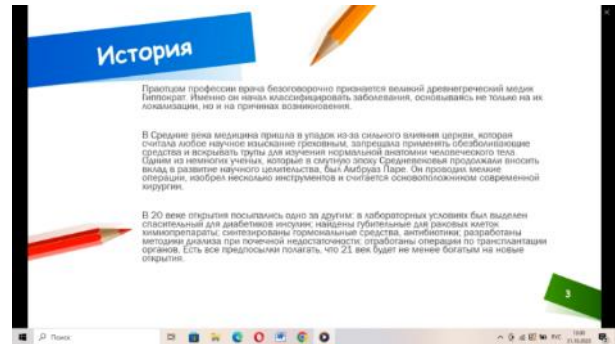 История
Праотцом профессии врача безоговорочно признается великий древнегреческий медик
Гиппократ. Именно он начал классифицировать заболевания, основываясь не только на их
локализации, но и на причинах возникновения.
В Средние века медицина пришла в упадок из-за сильного влияния церкви, которая
считала любое научное изыскание греховным, запрещала применять обезболивающие
средства и вскрывать трупы для изучения нормальной анатомии человеческого тела.
Одним из немногих ученых, которые в смутную эпоху Средневековья продолжали вносить
вклад в развитие научного целительства, был Амбруаз Паре. Он проводил мелкие
операции, изобрел несколько инструментов и считается основоположником современной
хирургии.
В 20 веке открытия посыпались одно за другим: в лабораторных условиях был выделен
спасительный для диабетиков инсулин; найдены губительные для раковых клеток
химиопрепараты; синтезированы гормональные средства, антибиотики; разработаны
методики диализа при почечной недостаточности; отработаны операции по трансплантации
органов. Есть все предпосылки полагать, что 21 век будет не менее богатым на новые
открытия.
3
Поиск
РУС